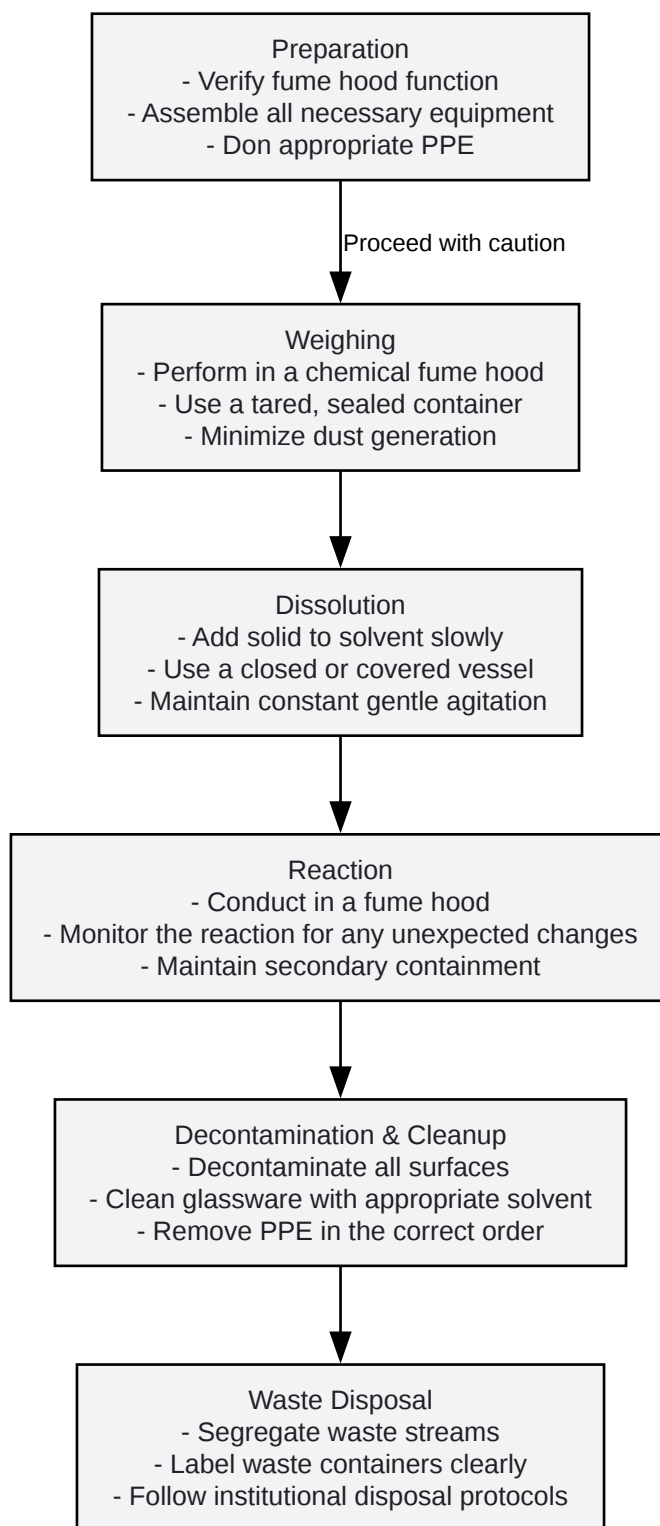 Preparation
- Verify fume hood function
- Assemble all necessary equipment
- Don appropriate PPE
Proceed with caution
Weighing
- Perform in a chemical fume hood
- Use a tared, sealed container
- Minimize dust generation
Dissolution
- Add solid to solvent slowly
- Use a closed or covered vessel
- Maintain constant gentle agitation
Reaction
- Conduct in a fume hood
- Monitor the reaction for any unexpected changes
- Maintain secondary containment
Decontamination & Cleanup
- Decontaminate all surfaces
- Clean glassware with appropriate solvent
- Remove PPE in the correct order
Waste Disposal
- Segregate waste streams
- Label waste containers clearly
- Follow institutional disposal protocols